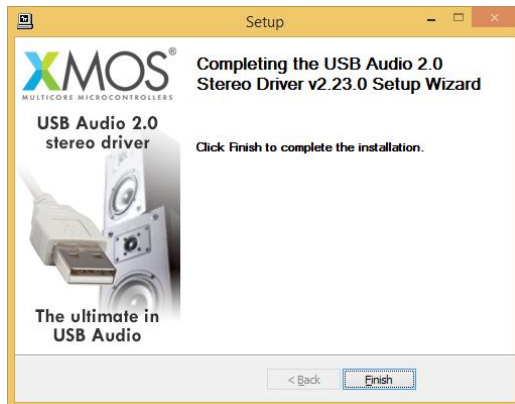 Setup
XMOS®
MULTICORE MICROCONTROLLERS
USB Audio 2.0
stereo driver
The ultimate in
USB Audio
Completing the USB Audio 2.0
Stereo Driver v2.23.0 Setup Wizard
Click Finish to complete the installation.
< Back
Finish